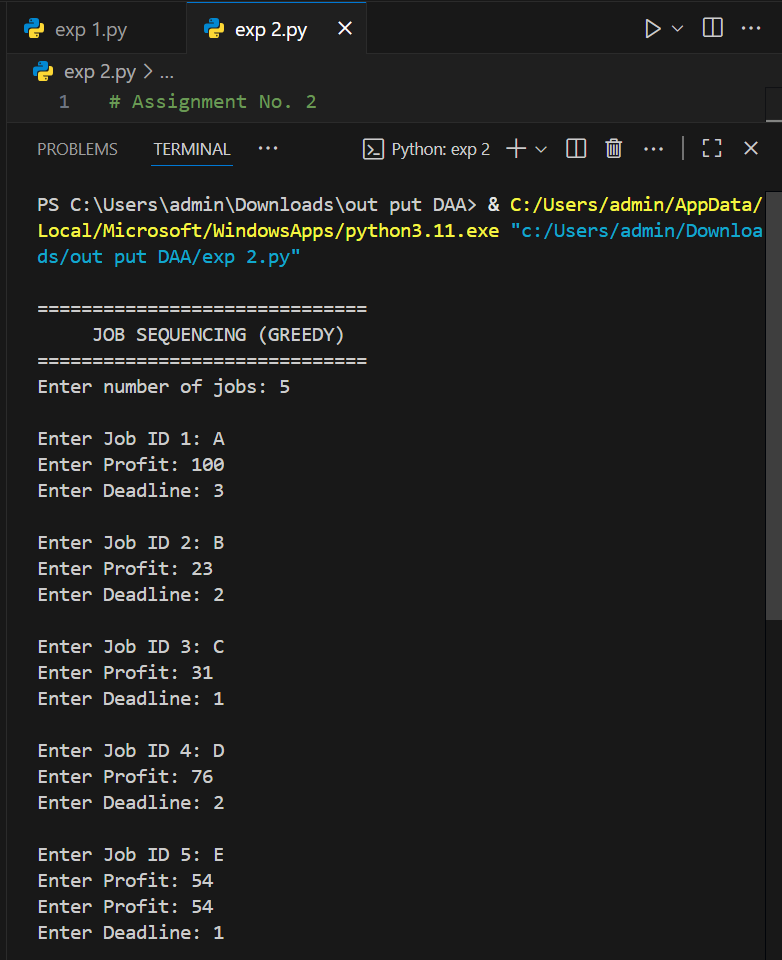 exp 1.py
exp 2.py
exp 2.py > ...
1 # Assignment No. 2
PROBLEMS TERMINAL ... Python: exp 2
PS C:\Users\admin\Downloads\out put DAA> & C:/Users/admin/AppData/
Local/Microsoft/WindowsApps/python3.11.exe "c:/Users/admin/Downloa
ds/out put DAA/exp 2.py"
==============================
JOB SEQUENCING (GREEDY)
==============================
Enter number of jobs: 5
Enter Job ID 1: A
Enter Profit: 100
Enter Deadline: 3
Enter Job ID 2: B
Enter Profit: 23
Enter Deadline: 2
Enter Job ID 3: C
Enter Profit: 31
Enter Deadline: 1
Enter Job ID 4: D
Enter Profit: 76
Enter Deadline: 2
Enter Job ID 5: E
Enter Profit: 54
Enter Profit: 54
Enter Deadline: 1